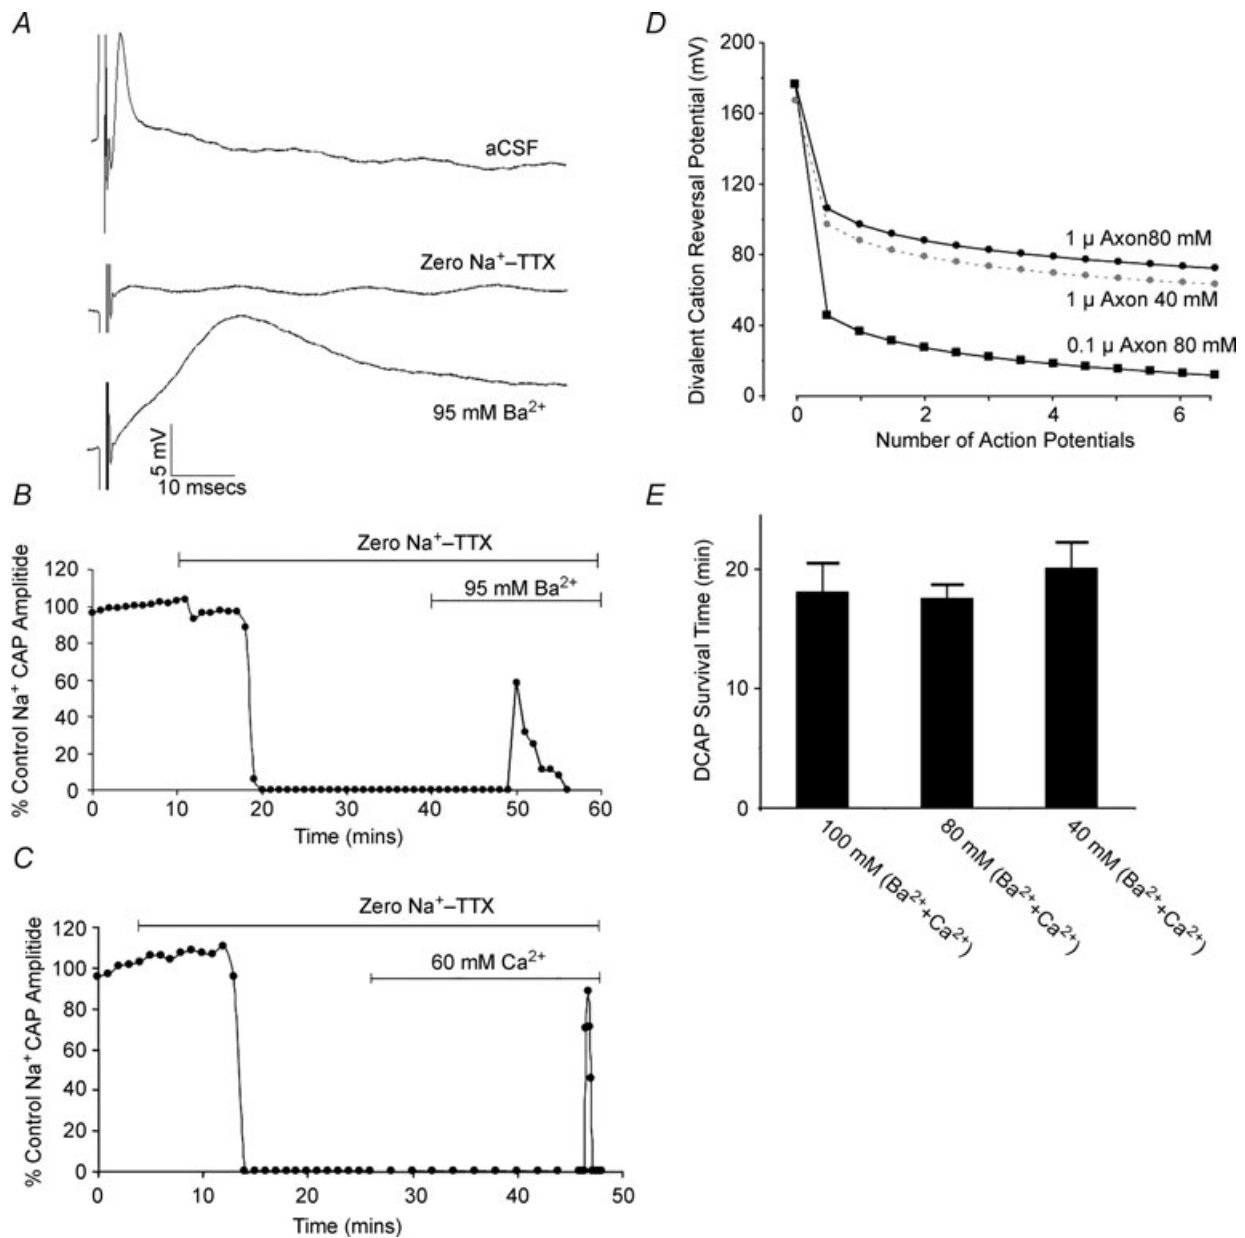 A
aCSF
Zero Na⁺–TTX
95 mM Ba²⁺
5 mV
10 msecs
B
Zero Na⁺–TTX
95 mM Ba²⁺
% Control Na⁺ CAP Amplitide
120
100
80
60
40
20
0
0 10 20 30 40 50 60
Time (mins)
C
Zero Na⁺–TTX
60 mM Ca²⁺
% Control Na⁺ CAP Amplitide
120
100
80
60
40
20
0
0 10 20 30 40 50
Time (mins)
D
Divalent Cation Reversal Potential (mV)
200
160
120
80
40
0
1 µ Axon80 mM
1µ Axon 40 mM
0.1 µ Axon 80 mM
0 2 4 6
Number of Action Potentials
E
DCAP Survival Time (min)
20
10
0
100 mM (Ba²⁺+Ca²⁺)
80 mM (Ba²⁺+Ca²⁺)
40 mM (Ba²⁺+Ca²⁺)